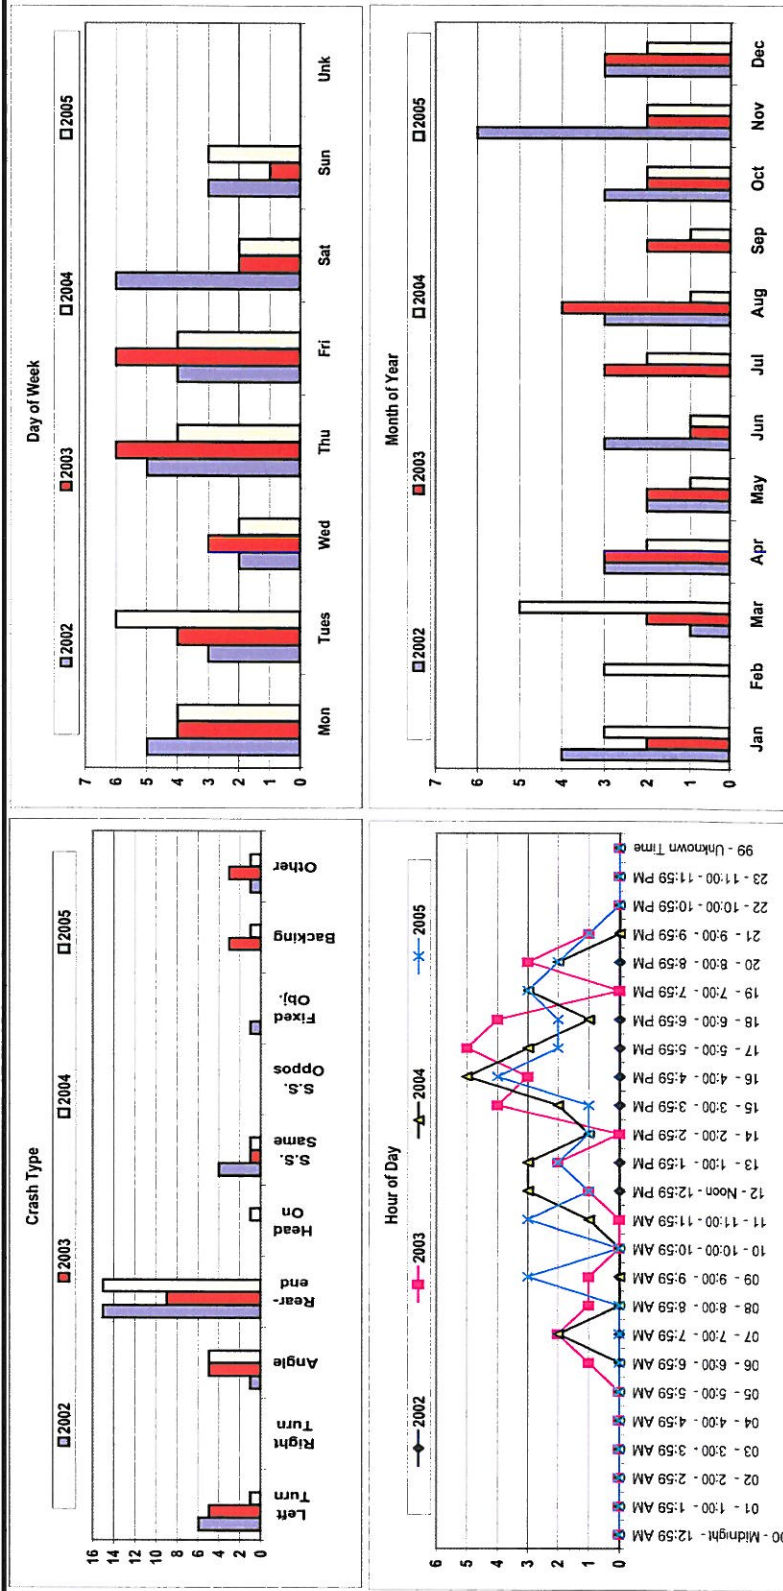 Crash Type
2002 2003 2004 2005
16
14
12
10
8
6
4
2
0
Left Turn
Right Turn
Angle
Rear-end
Head On
S.S. Same
S.S. Oppos
Fixed Obj.
Backing
Other
Day of Week
2002 2003 2004 2005
7
6
5
4
3
2
1
0
Mon Tues Wed Thu Fri Sat Sun Unk
Hour of Day
2002 2003 2004 2005
6
5
4
3
2
1
0
00 - Midnight - 12:59 AM
01 - 1:00 - 1:59 AM
02 - 2:00 - 2:59 AM
03 - 3:00 - 3:59 AM
04 - 4:00 - 4:59 AM
05 - 5:00 - 5:59 AM
06 - 6:00 - 6:59 AM
07 - 7:00 - 7:59 AM
08 - 8:00 - 8:59 AM
09 - 9:00 - 9:59 AM
10 - 10:00 - 10:59 AM
11 - 11:00 - 11:59 AM
12 - Noon - 12:59 PM
13 - 1:00 - 1:59 PM
14 - 2:00 - 2:59 PM
15 - 3:00 - 3:59 PM
16 - 4:00 - 4:59 PM
17 - 5:00 - 5:59 PM
18 - 6:00 - 6:59 PM
19 - 7:00 - 7:59 PM
20 - 8:00 - 8:59 PM
21 - 9:00 - 9:59 PM
22 - 10:00 - 10:59 PM
23 - 11:00 - 11:59 PM
99 - Unknown Time
Month of Year
2002 2003 2004 2005
7
6
5
4
3
2
1
0
Jan Feb Mar Apr May Jun Jul Aug Sep Oct Nov Dec